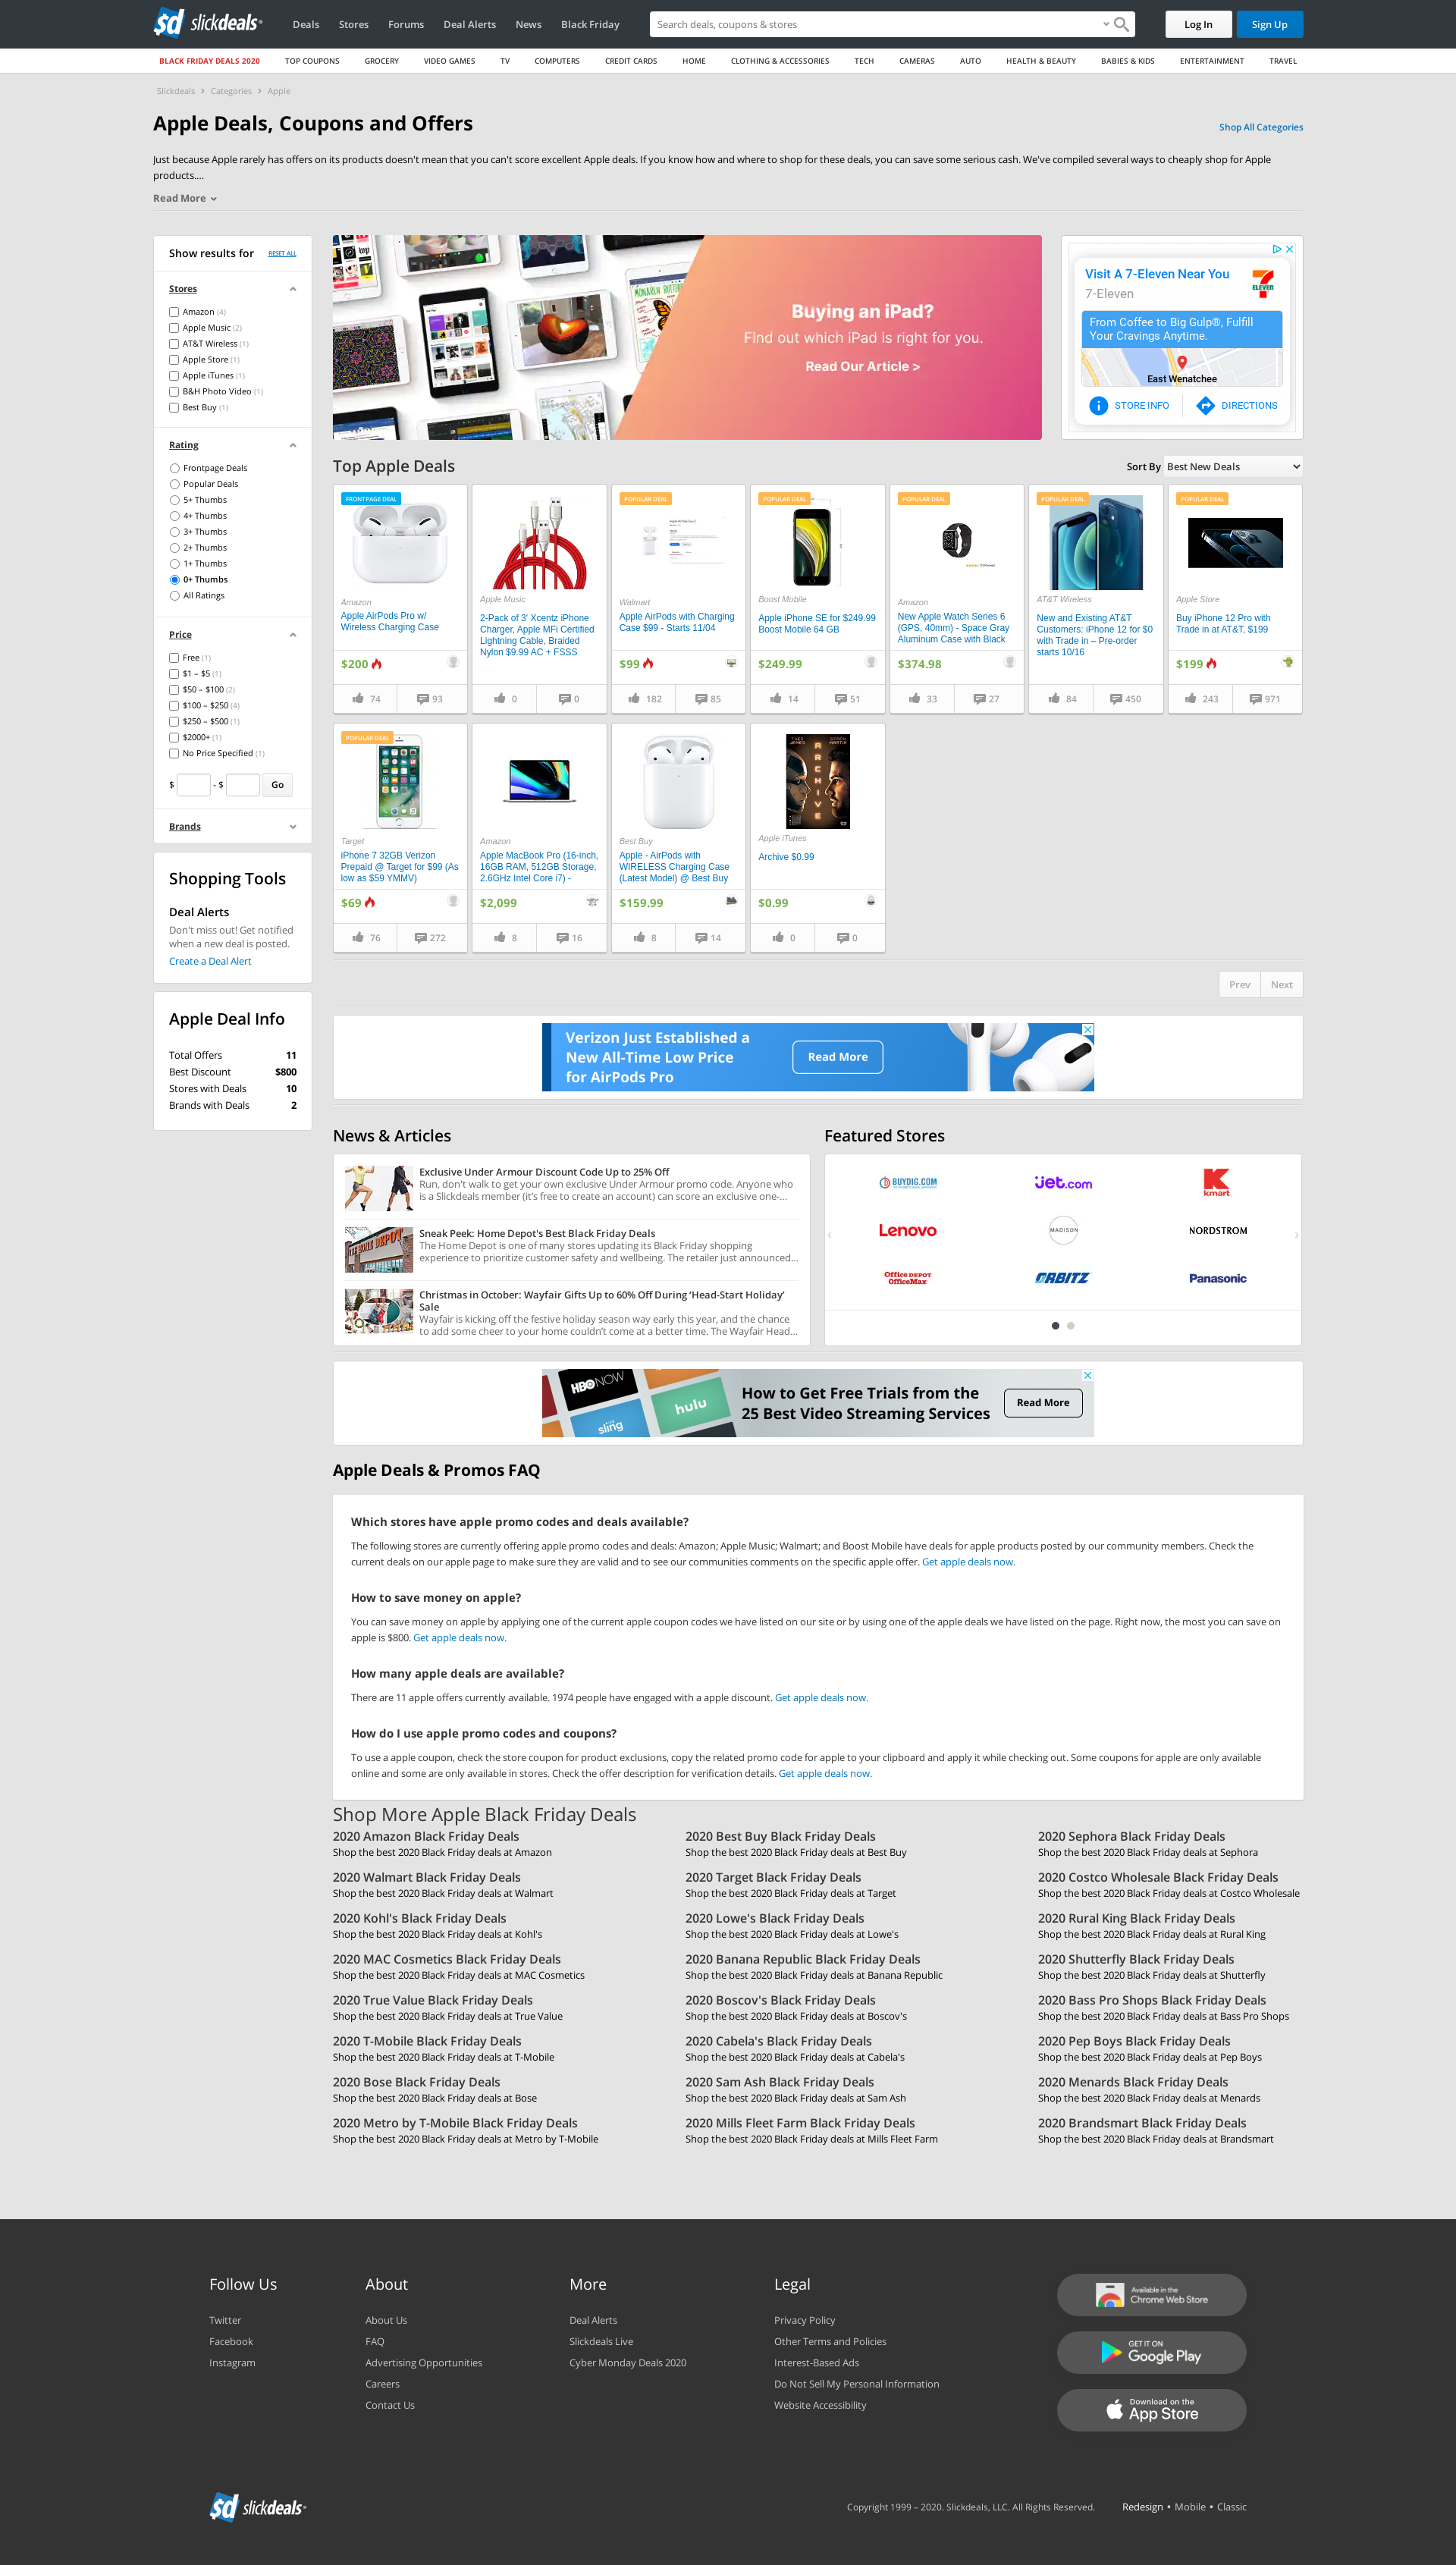 sd slickdeals
Deals
Stores
Forums
Deal Alerts
News
Black Friday
Search deals, coupons & stores
Log In
Sign Up
BLACK FRIDAY DEALS 2020
TOP COUPONS
GROCERY
VIDEO GAMES
TV
COMPUTERS
CREDIT CARDS
HOME
CLOTHING & ACCESSORIES
TECH
CAMERAS
AUTO
HEALTH & BEAUTY
BABIES & KIDS
ENTERTAINMENT
TRAVEL
Slickdeals › Categories › Apple
Apple Deals, Coupons and Offers
Shop All Categories
Just because Apple rarely has offers on its products doesn't mean that you can't score excellent Apple deals. If you know how and where to shop for these deals, you can save some serious cash. We've compiled several ways to cheaply shop for Apple
products....
Read More
Show results for
RESET ALL
Stores
Amazon (4)
Apple Music (2)
AT&T Wireless (1)
Apple Store (1)
Apple iTunes (1)
B&H Photo Video (1)
Best Buy (1)
Rating
Frontpage Deals
Popular Deals
5+ Thumbs
4+ Thumbs
3+ Thumbs
2+ Thumbs
1+ Thumbs
0+ Thumbs
All Ratings
Price
Free (1)
$1 – $5 (1)
$50 – $100 (2)
$100 – $250 (4)
$250 – $500 (1)
$2000+ (1)
No Price Specified (1)
$ - $ Go
Brands
Shopping Tools
Deal Alerts
Don't miss out! Get notified
when a new deal is posted.
Create a Deal Alert
Apple Deal Info
Total Offers 11
Best Discount $800
Stores with Deals 10
Brands with Deals 2
MONARCH BUTTERFLY
Buying an iPad?
Find out which iPad is right for you.
Read Our Article >
Visit A 7-Eleven Near You
7-Eleven
7 ELEVEN
From Coffee to Big Gulp®, Fulfill
Your Cravings Anytime.
East Wenatchee
STORE INFO
DIRECTIONS
Top Apple Deals
Sort By Best New Deals
FRONTPAGE DEAL
Amazon
Apple AirPods Pro w/
Wireless Charging Case
$200
74
93
Apple Music
2-Pack of 3' Xcentz iPhone
Charger, Apple MFi Certified
Lightning Cable, Braided
Nylon $9.99 AC + FSSS
0
0
POPULAR DEAL
Walmart
Apple AirPods with Charging
Case $99 - Starts 11/04
$99
182
85
POPULAR DEAL
Boost Mobile
Apple iPhone SE for $249.99
Boost Mobile 64 GB
$249.99
14
51
POPULAR DEAL
Amazon
New Apple Watch Series 6
(GPS, 40mm) - Space Gray
Aluminum Case with Black
$374.98
33
27
POPULAR DEAL
AT&T Wireless
New and Existing AT&T
Customers: iPhone 12 for $0
with Trade in – Pre-order
starts 10/16
84
450
POPULAR DEAL
Apple Store
Buy iPhone 12 Pro with
Trade in at AT&T, $199
$199
243
971
POPULAR DEAL
Target
iPhone 7 32GB Verizon
Prepaid @ Target for $99 (As
low as $59 YMMV)
$69
76
272
Amazon
Apple MacBook Pro (16-inch,
16GB RAM, 512GB Storage,
2.6GHz Intel Core i7) -
$2,099
8
16
Best Buy
Apple - AirPods with
WIRELESS Charging Case
(Latest Model) @ Best Buy
$159.99
8
14
THEO JAMES
STACY MARTIN
ARCHIVE
Apple iTunes
Archive $0.99
$0.99
0
0
Prev
Next
Verizon Just Established a
New All-Time Low Price
for AirPods Pro
Read More
News & Articles
Exclusive Under Armour Discount Code Up to 25% Off
Run, don't walk to get your own exclusive Under Armour promo code. Anyone who
is a Slickdeals member (it's free to create an account) can score an exclusive one-...
THE HOME DEPOT
Sneak Peek: Home Depot's Best Black Friday Deals
The Home Depot is one of many stores updating its Black Friday shopping
experience to prioritize customer safety and wellbeing. The retailer just announced...
Christmas in October: Wayfair Gifts Up to 60% Off During ‘Head-Start Holiday’
Sale
Wayfair is kicking off the festive holiday season way early this year, and the chance
to add some cheer to your home couldn’t come at a better time. The Wayfair Head...
Featured Stores
BUYDIG.COM
Jet.com
kmart
Lenovo
MADISON
NORDSTROM
Office DEPOT
OfficeMax
ORBITZ
Panasonic
HBO NOW
hulu
sling
How to Get Free Trials from the
25 Best Video Streaming Services
Read More
Apple Deals & Promos FAQ
Which stores have apple promo codes and deals available?
The following stores are currently offering apple promo codes and deals: Amazon; Apple Music; Walmart; and Boost Mobile have deals for apple products posted by our community members. Check the
current deals on our apple page to make sure they are valid and to see our communities comments on the specific apple offer. Get apple deals now.
How to save money on apple?
You can save money on apple by applying one of the current apple coupon codes we have listed on our site or by using one of the apple deals we have listed on the page. Right now, the most you can save on
apple is $800. Get apple deals now.
How many apple deals are available?
There are 11 apple offers currently available. 1974 people have engaged with a apple discount. Get apple deals now.
How do I use apple promo codes and coupons?
To use a apple coupon, check the store coupon for product exclusions, copy the related promo code for apple to your clipboard and apply it while checking out. Some coupons for apple are only available
online and some are only available in stores. Check the offer description for verification details. Get apple deals now.
Shop More Apple Black Friday Deals
2020 Amazon Black Friday Deals
Shop the best 2020 Black Friday deals at Amazon
2020 Best Buy Black Friday Deals
Shop the best 2020 Black Friday deals at Best Buy
2020 Sephora Black Friday Deals
Shop the best 2020 Black Friday deals at Sephora
2020 Walmart Black Friday Deals
Shop the best 2020 Black Friday deals at Walmart
2020 Target Black Friday Deals
Shop the best 2020 Black Friday deals at Target
2020 Costco Wholesale Black Friday Deals
Shop the best 2020 Black Friday deals at Costco Wholesale
2020 Kohl's Black Friday Deals
Shop the best 2020 Black Friday deals at Kohl's
2020 Lowe's Black Friday Deals
Shop the best 2020 Black Friday deals at Lowe's
2020 Rural King Black Friday Deals
Shop the best 2020 Black Friday deals at Rural King
2020 MAC Cosmetics Black Friday Deals
Shop the best 2020 Black Friday deals at MAC Cosmetics
2020 Banana Republic Black Friday Deals
Shop the best 2020 Black Friday deals at Banana Republic
2020 Shutterfly Black Friday Deals
Shop the best 2020 Black Friday deals at Shutterfly
2020 True Value Black Friday Deals
Shop the best 2020 Black Friday deals at True Value
2020 Boscov's Black Friday Deals
Shop the best 2020 Black Friday deals at Boscov's
2020 Bass Pro Shops Black Friday Deals
Shop the best 2020 Black Friday deals at Bass Pro Shops
2020 T-Mobile Black Friday Deals
Shop the best 2020 Black Friday deals at T-Mobile
2020 Cabela's Black Friday Deals
Shop the best 2020 Black Friday deals at Cabela's
2020 Pep Boys Black Friday Deals
Shop the best 2020 Black Friday deals at Pep Boys
2020 Bose Black Friday Deals
Shop the best 2020 Black Friday deals at Bose
2020 Sam Ash Black Friday Deals
Shop the best 2020 Black Friday deals at Sam Ash
2020 Menards Black Friday Deals
Shop the best 2020 Black Friday deals at Menards
2020 Metro by T-Mobile Black Friday Deals
Shop the best 2020 Black Friday deals at Metro by T-Mobile
2020 Mills Fleet Farm Black Friday Deals
Shop the best 2020 Black Friday deals at Mills Fleet Farm
2020 Brandsmart Black Friday Deals
Shop the best 2020 Black Friday deals at Brandsmart
Follow Us
Twitter
Facebook
Instagram
About
About Us
FAQ
Advertising Opportunities
Careers
Contact Us
More
Deal Alerts
Slickdeals Live
Cyber Monday Deals 2020
Legal
Privacy Policy
Other Terms and Policies
Interest-Based Ads
Do Not Sell My Personal Information
Website Accessibility
Available in the
Chrome Web Store
GET IT ON
Google Play
Download on the
App Store
sd slickdeals
Copyright 1999 – 2020. Slickdeals, LLC. All Rights Reserved.
Redesign • Mobile • Classic